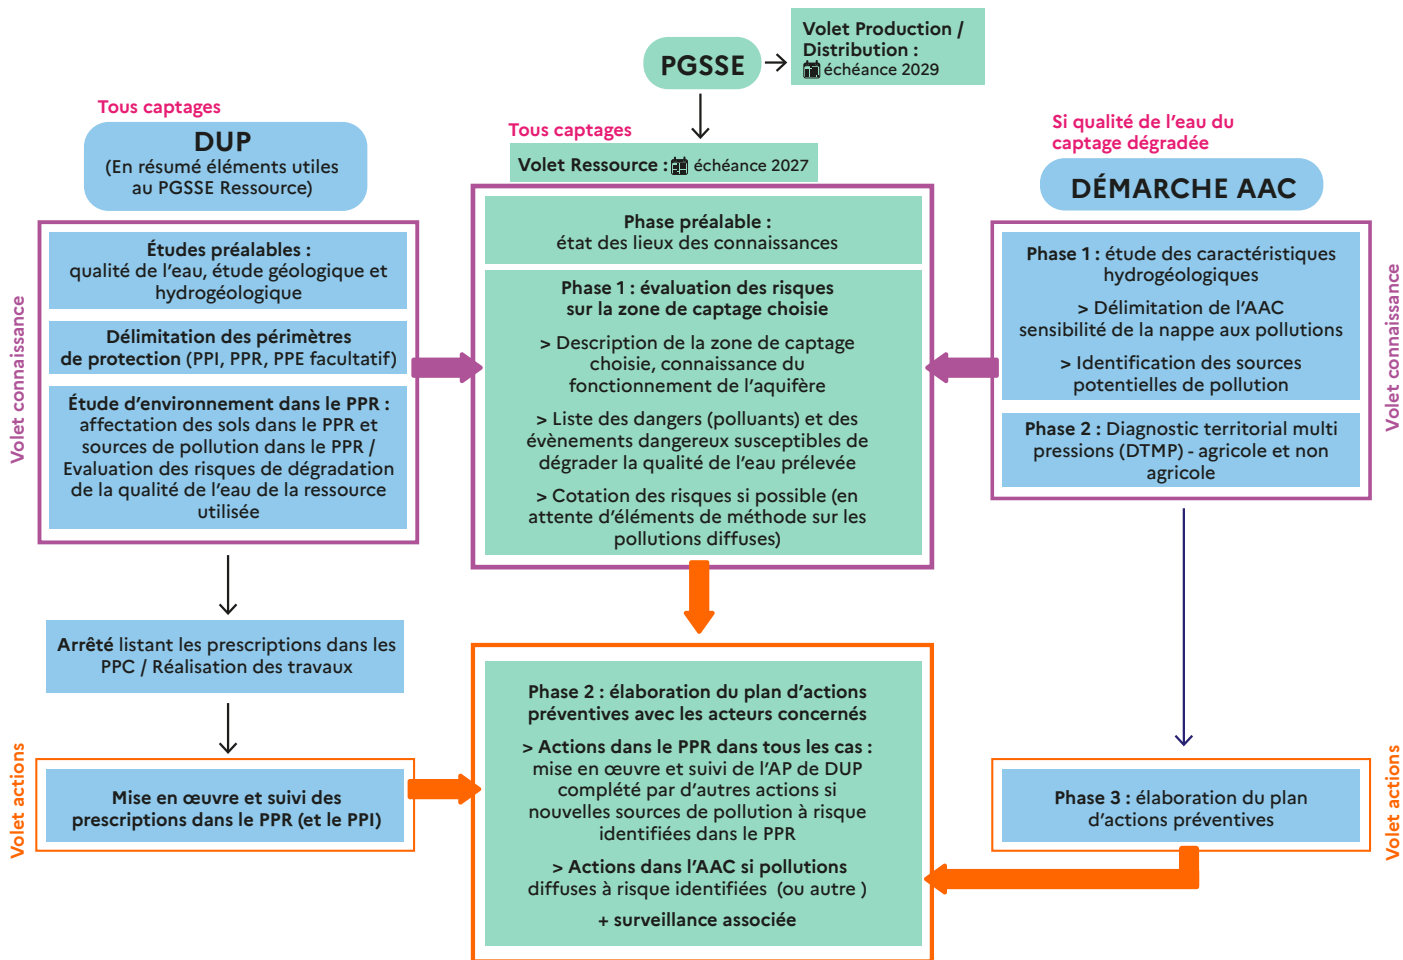 PGSSE
Volet Production /
Distribution :
échéance 2029
Tous captages
DUP
(En résumé éléments utiles
au PGSSE Ressource)
Volet connaissance
Études préalables :
qualité de l'eau, étude géologique et
hydrogéologique
Délimitation des périmètres
de protection (PPI, PPR, PPE facultatif)
Étude d'environnement dans le PPR :
affectation des sols dans le PPR et
sources de pollution dans le PPR /
Evaluation des risques de dégradation
de la qualité de l'eau de la ressource
utilisée
Arrêté listant les prescriptions dans les
PPC / Réalisation des travaux
Volet actions
Mise en œuvre et suivi des
prescriptions dans le PPR (et le PPI)
Tous captages
Volet Ressource : échéance 2027
Phase préalable :
état des lieux des connaissances
Phase 1 : évaluation des risques
sur la zone de captage choisie
> Description de la zone de captage
choisie, connaissance du
fonctionnement de l'aquifère
> Liste des dangers (polluants) et des
évènements dangereux susceptibles de
dégrader la qualité de l'eau prélevée
> Cotation des risques si possible (en
attente d'éléments de méthode sur les
pollutions diffuses)
Phase 2 : élaboration du plan d'actions
préventives avec les acteurs concernés
> Actions dans le PPR dans tous les cas :
mise en œuvre et suivi de l'AP de DUP
complété par d'autres actions si
nouvelles sources de pollution à risque
identifiées dans le PPR
> Actions dans l'AAC si pollutions
diffuses à risque identifiées (ou autre )
+ surveillance associée
Si qualité de l'eau du
captage dégradée
DÉMARCHE AAC
Phase 1 : étude des caractéristiques
hydrogéologiques
> Délimitation de l'AAC
sensibilité de la nappe aux pollutions
> Identification des sources
potentielles de pollution
Phase 2 : Diagnostic territorial multi
pressions (DTMP) - agricole et non
agricole
Volet connaissance
Phase 3 : élaboration du plan
d'actions préventives
Volet actions